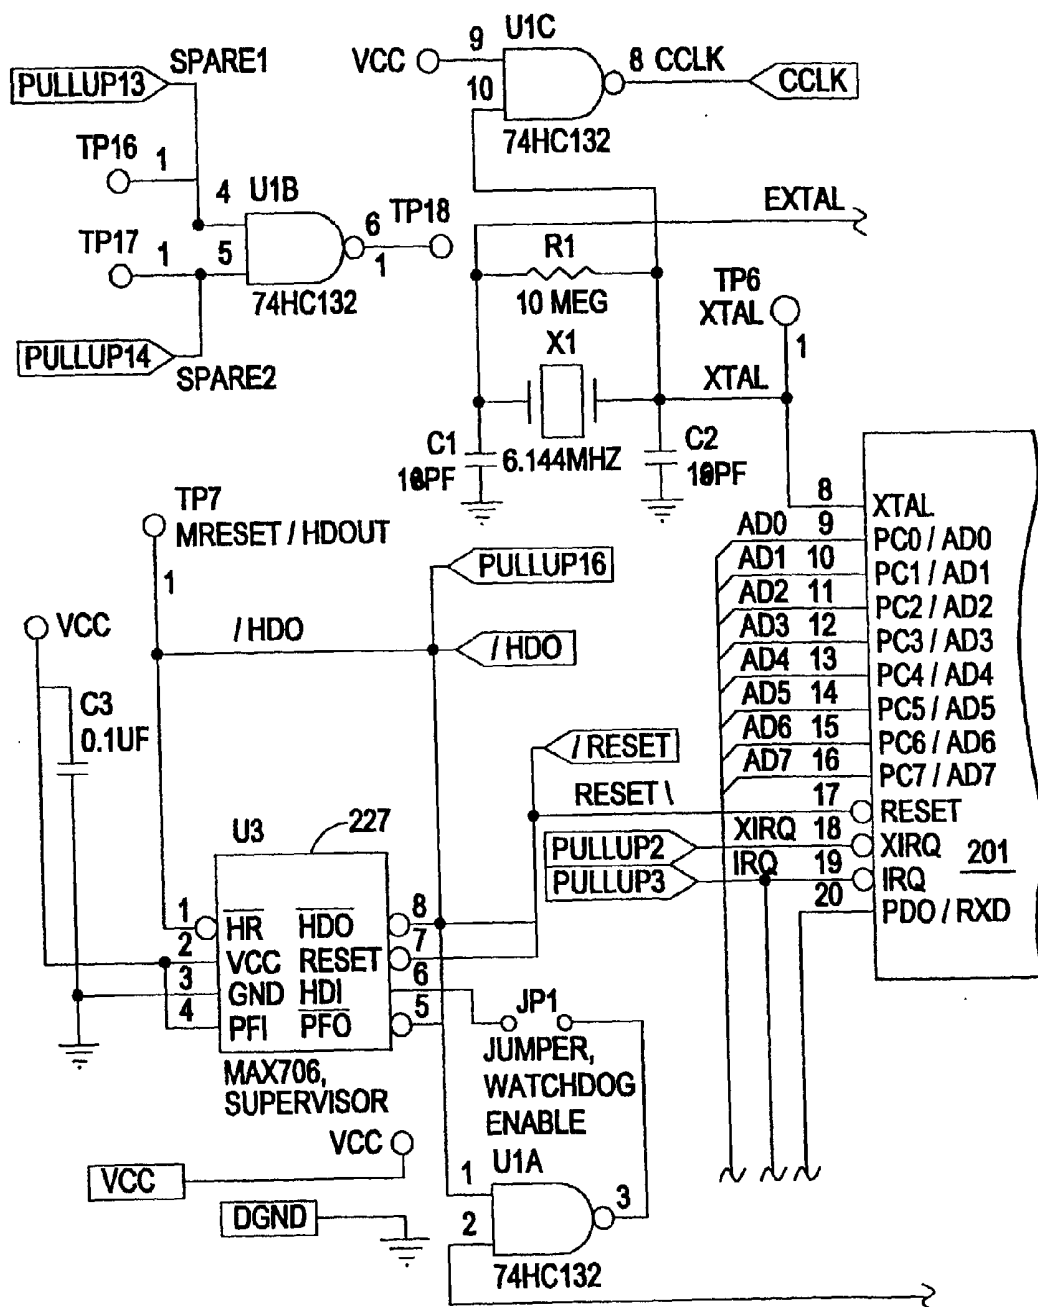 U1C
VCC 9 8 CCLK CCLK
10
74HC132
PULLUP13 SPARE1
TP16 1
4 U1B 6 TP18
TP17 1 5 1
74HC132
PULLUP14
SPARE2
EXTAL
R1
10 MEG
X1
6.144MHZ
C1
C2
TP6
XTAL
1
XTAL
TP7
MRESET / HDOUT
1
PULLUP16
VCC
/ HDO / HDO
C3
0.1UF
/ RESET
RESET \
8 XTAL
AD0 9 PC0 / AD0
AD1 10 PC1 / AD1
AD2 11 PC2 / AD2
AD3 12 PC3 / AD3
AD4 13 PC4 / AD4
AD5 14 PC5 / AD5
AD6 15 PC6 / AD6
AD7 16 PC7 / AD7
17 RESET
PULLUP2 XIRQ 18 XIRQ 201
PULLUP3 IRQ 19 IRQ
20 PDO / RXD
U3 227
1 HR HDO 8
2 VCC RESET 7
3 GND HDI 6
4 PFI PFO 5
MAX706,
SUPERVISOR
JP1
JUMPER,
WATCHDOG
ENABLE
VCC
VCC
DGND
U1A
1
2
3
74HC132